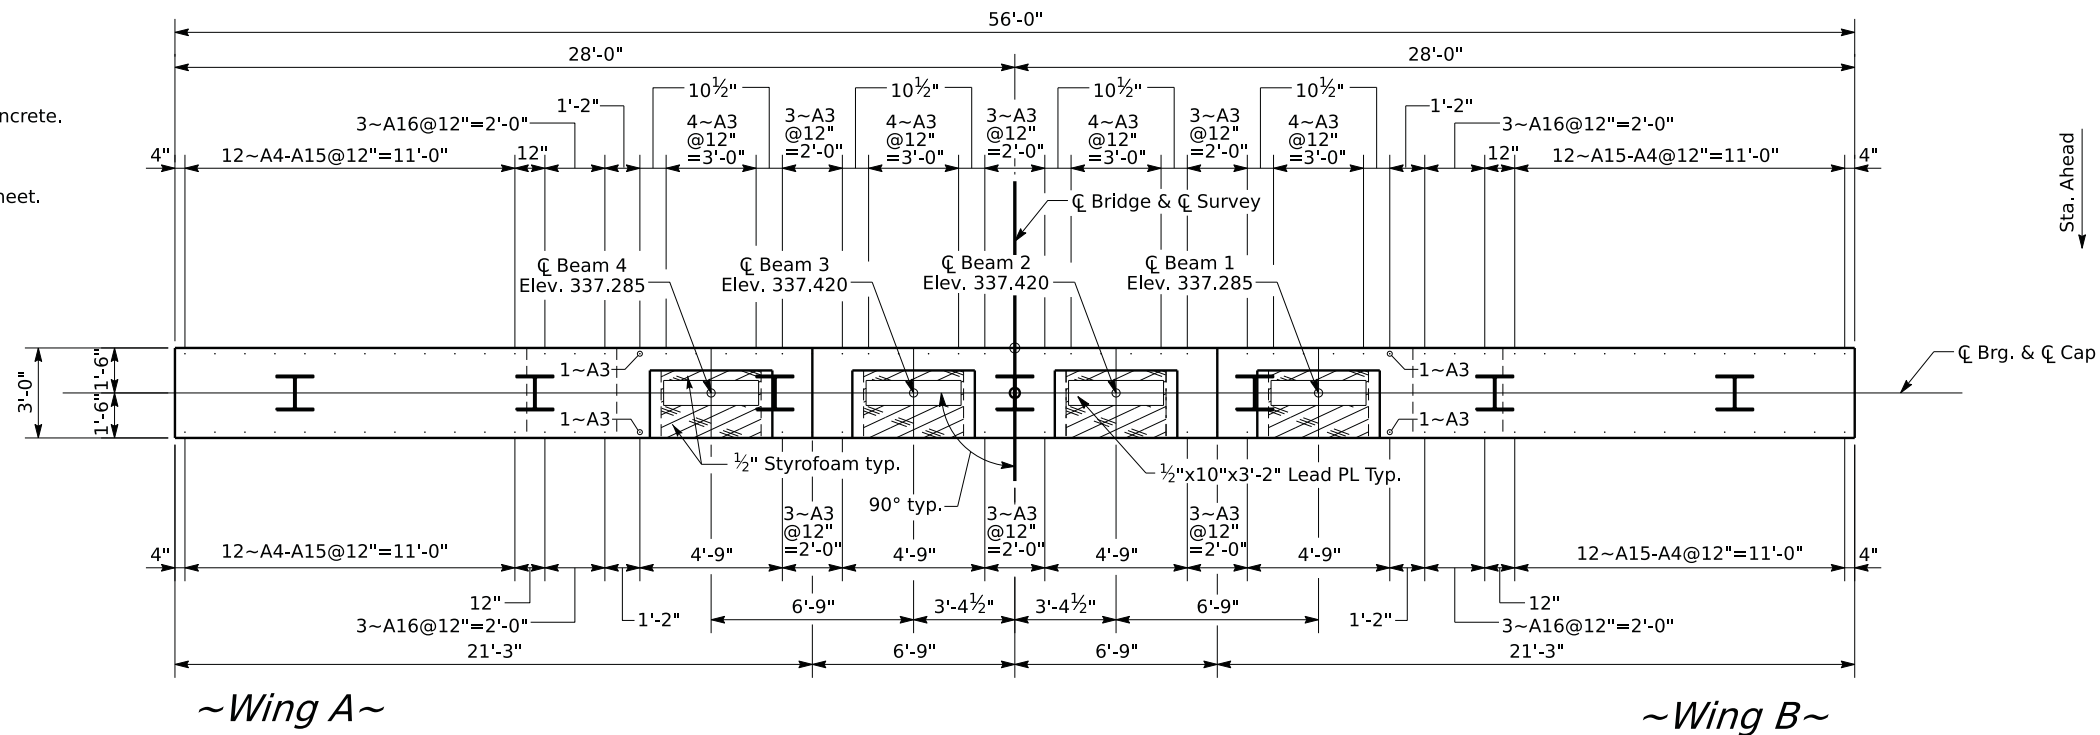 56'-0"
28'-0"
28'-0"
ncrete.
heet.
10½"
10½"
10½"
10½"
1'-2"
1'-2"
3~A16@12"=2'-0"
3~A16@12"=2'-0"
4~A3
@12"
=3'-0"
3~A3
@12"
=2'-0"
4~A3
@12"
=3'-0"
3~A3
@12"
=2'-0"
4~A3
@12"
=3'-0"
3~A3
@12"
=2'-0"
4~A3
@12"
=3'-0"
4"
12~A4-A15@12"=11'-0"
12"
12"
12~A15-A4@12"=11'-0"
4"
Sta. Ahead
℄ Bridge & ℄ Survey
℄ Beam 4
Elev. 337.285
℄ Beam 3
Elev. 337.420
℄ Beam 2
Elev. 337.420
℄ Beam 1
Elev. 337.285
℄ Brg. & ℄ Cap
3'-0"
1'-6"
1'-6"
1~A3
1~A3
1~A3
1~A3
½" Styrofoam typ.
½"x10"x3'-2" Lead PL Typ.
90° typ.
3~A3
@12"
=2'-0"
3~A3
@12"
=2'-0"
3~A3
@12"
=2'-0"
4"
12~A4-A15@12"=11'-0"
4'-9"
4'-9"
4'-9"
4'-9"
12~A15-A4@12"=11'-0"
4"
12"
12"
3~A16@12"=2'-0"
1'-2"
6'-9"
3'-4½"
3'-4½"
6'-9"
1'-2"
3~A16@12"=2'-0"
21'-3"
6'-9"
6'-9"
21'-3"
~Wing A~
~Wing B~